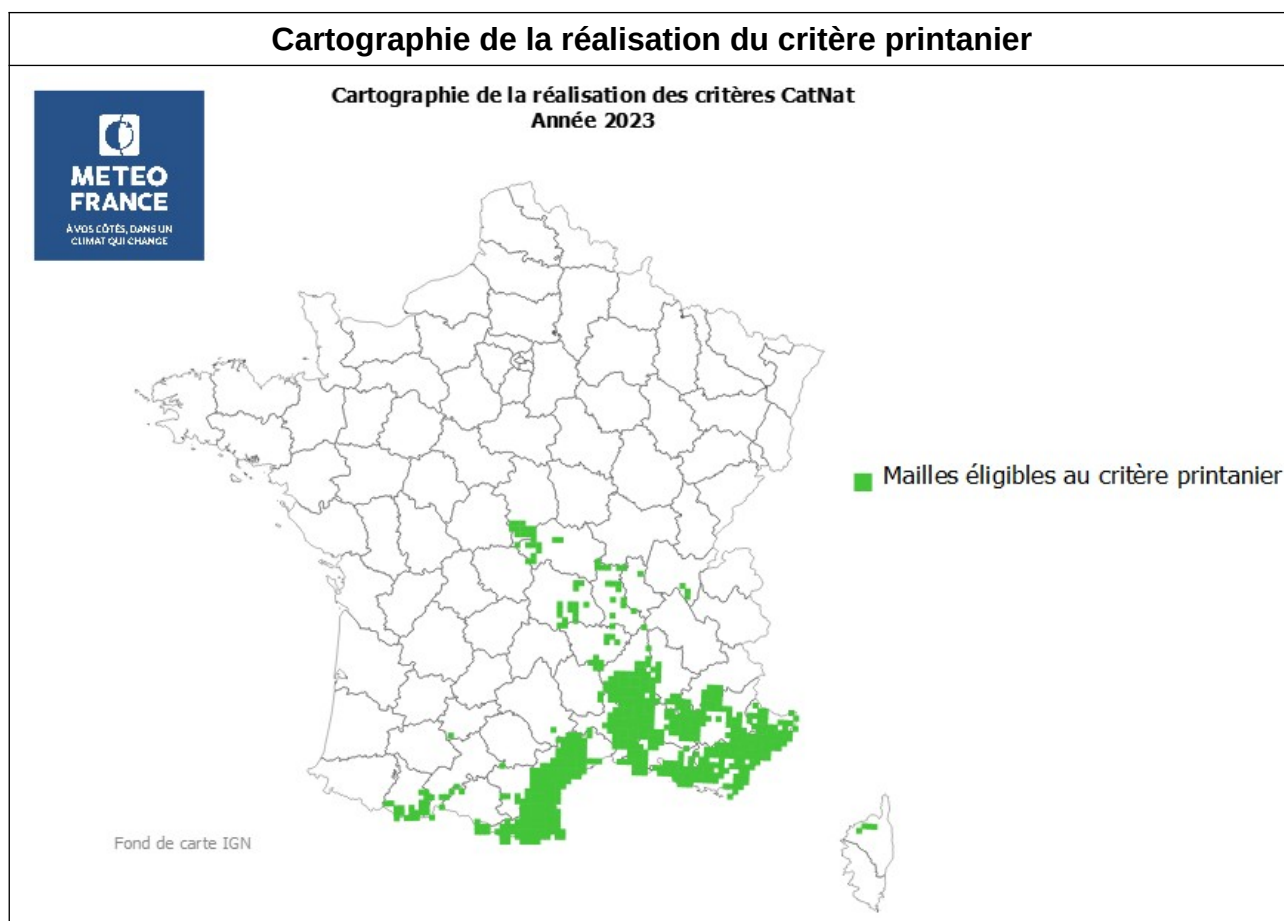 Cartographie de la réalisation du critère printanier
Cartographie de la réalisation des critères CatNat
Année 2023
METEO
FRANCE
À VOS CÔTÉS, DANS UN
CLIMAT QUI CHANGE
Mailles éligibles au critère printanier
Fond de carte IGN